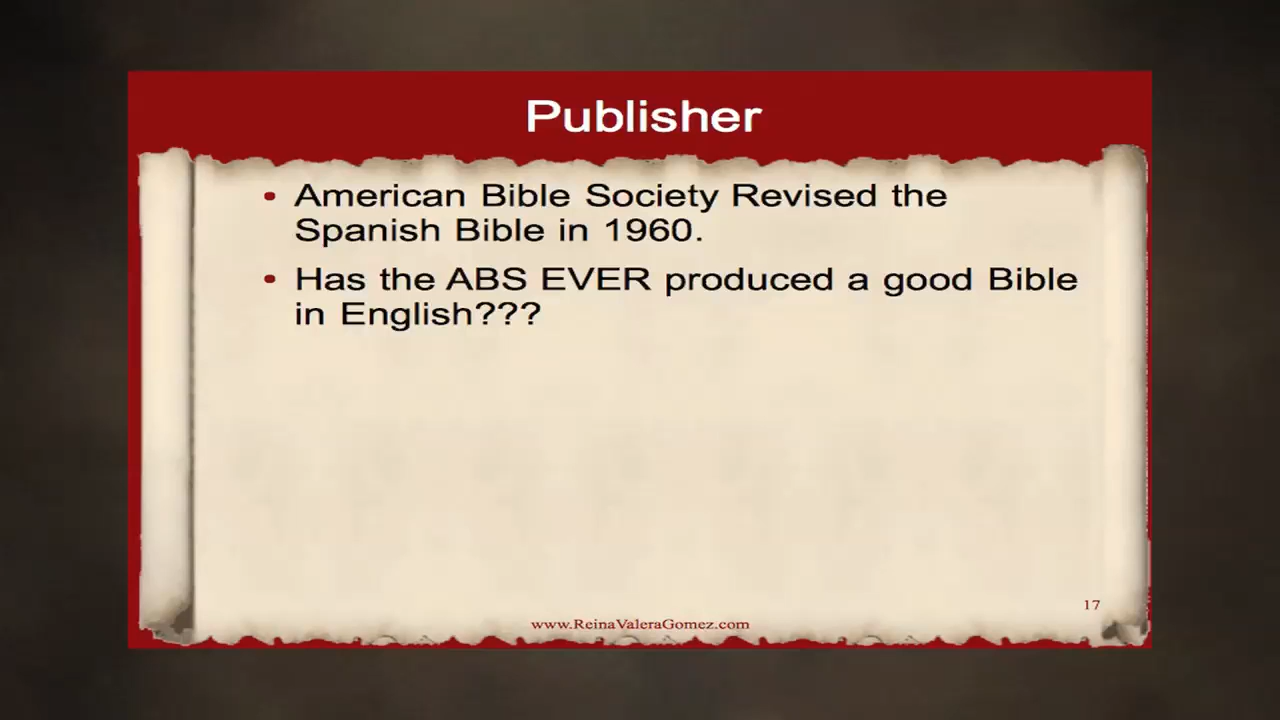 Publisher
• American Bible Society Revised the
Spanish Bible in 1960.
• Has the ABS EVER produced a good Bible
in English???
17
www.ReinaValeraGomez.com